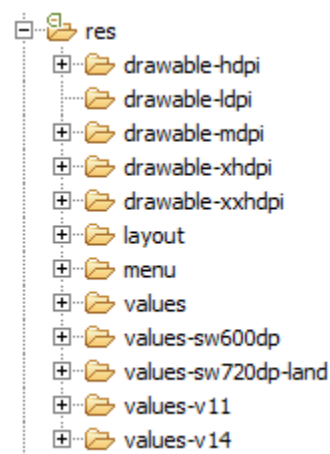 res
drawable-hdpi
drawable-ldpi
drawable-mdpi
drawable-xhdpi
drawable-xxhdpi
layout
menu
values
values-sw600dp
values-sw720dp-land
values-v11
values-v14